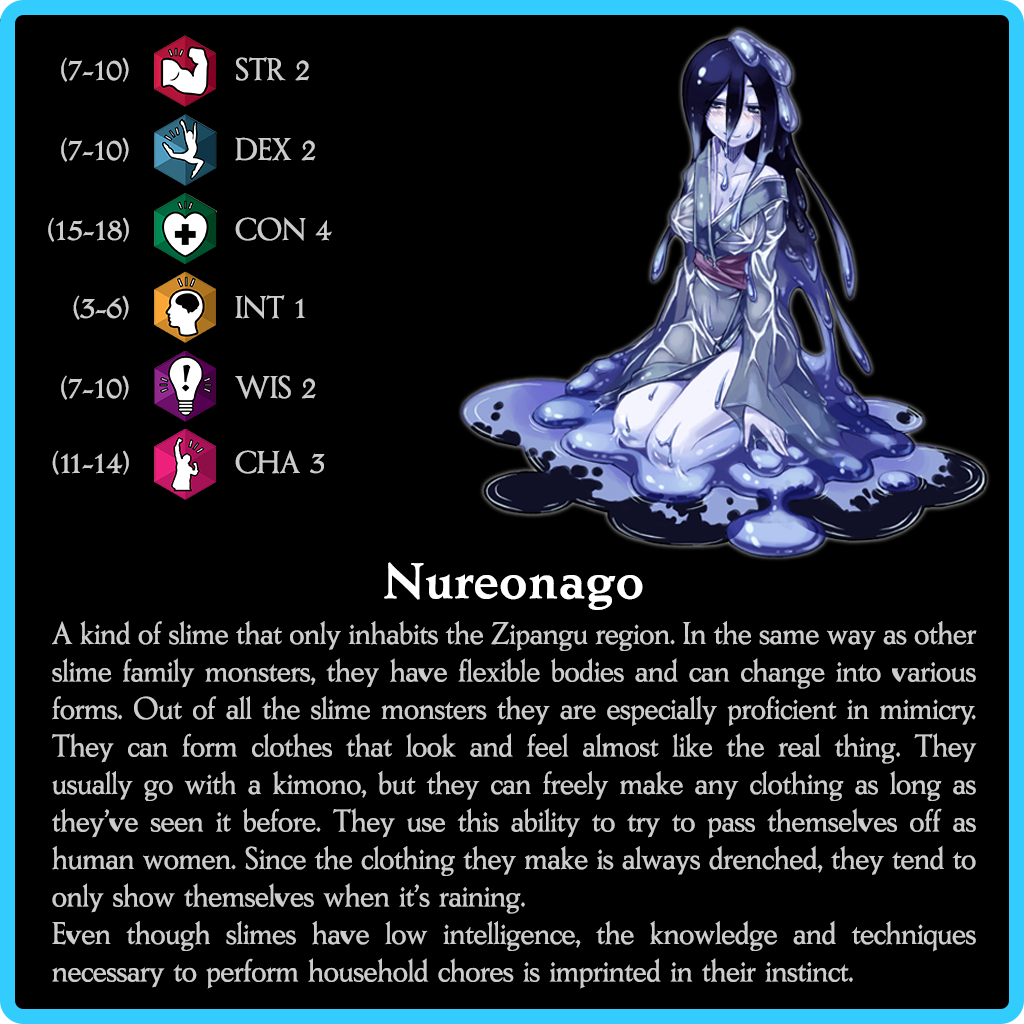 (7-10) STR 2
(7-10) DEX 2
(15-18) CON 4
(3-6) INT 1
(7-10) WIS 2
(11-14) CHA 3
Nureonago
A kind of slime that only inhabits the Zipangu region. In the same way as other
slime family monsters, they have flexible bodies and can change into various
forms. Out of all the slime monsters they are especially proficient in mimicry.
They can form clothes that look and feel almost like the real thing. They
usually go with a kimono, but they can freely make any clothing as long as
they've seen it before. They use this ability to try to pass themselves off as
human women. Since the clothing they make is always drenched, they tend to
only show themselves when it's raining.
Even though slimes have low intelligence, the knowledge and techniques
necessary to perform household chores is imprinted in their instinct.